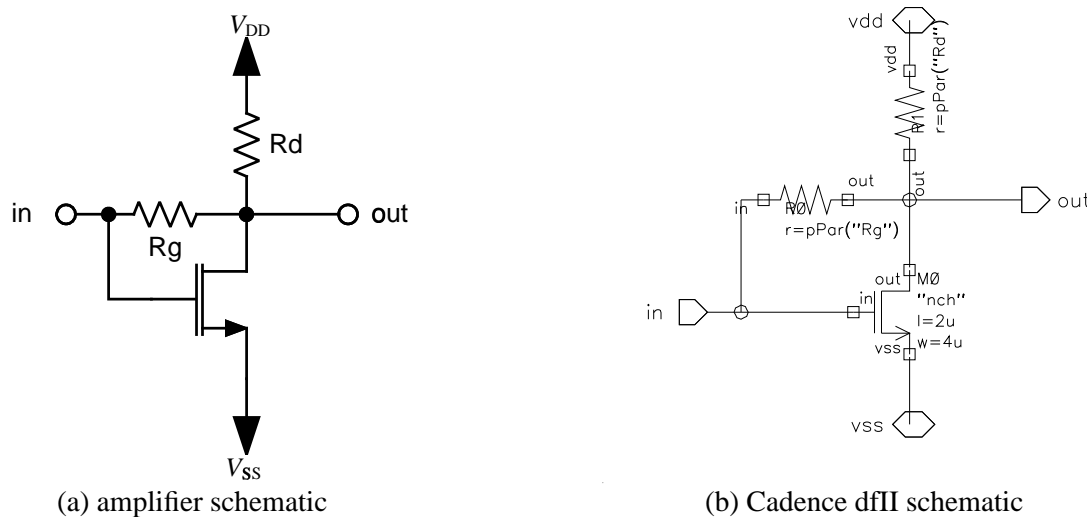 VDD
Rd
in
out
Rg
VSS
(a) amplifier schematic
vdd
vdd
R1
r=pPar("Rd")
out
out
out
in
R0
r=pPar("Rg")
in
in
out
M0
"nch"
l=2u
w=4u
vss
vss
(b) Cadence dfII schematic